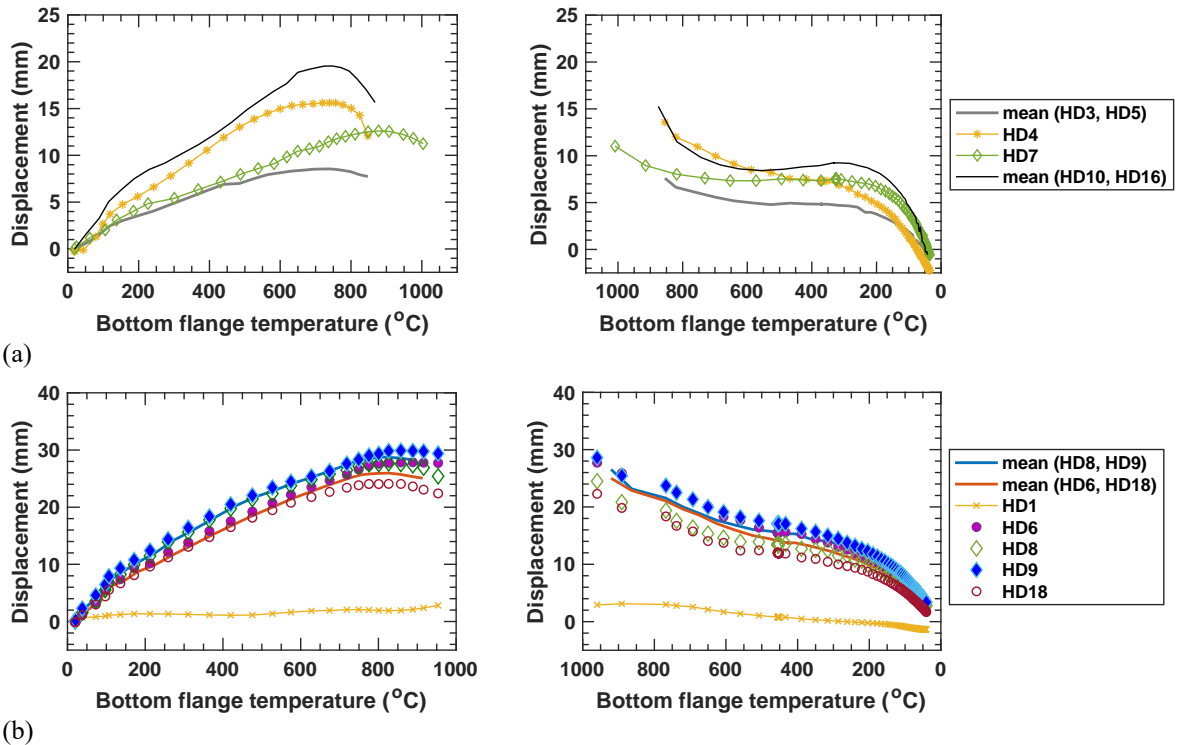 25
20
15
10
5
0
Displacement (mm)
0 200 400 600 800 1000
Bottom flange temperature (°C)
25
20
15
10
5
0
Displacement (mm)
1000 800 600 400 200 0
Bottom flange temperature (°C)
mean (HD3, HD5)
HD4
HD7
mean (HD10, HD16)
(a)
40
30
20
10
0
Displacement (mm)
0 200 400 600 800 1000
Bottom flange temperature (°C)
40
30
20
10
0
Displacement (mm)
1000 800 600 400 200 0
Bottom flange temperature (°C)
mean (HD8, HD9)
mean (HD6, HD18)
HD1
HD6
HD8
HD9
HD18
(b)